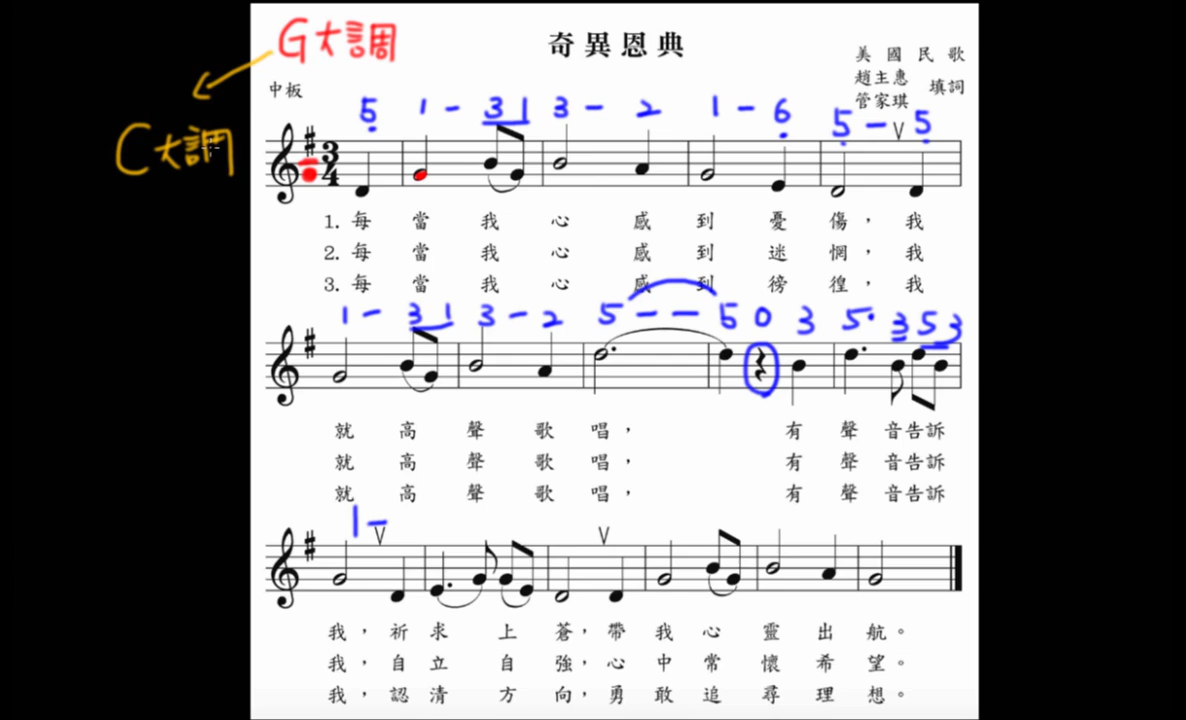 G大調
奇異恩典
美國民歌
趙主惠
管家琪 填詞
中板
C大調
5 1 - 3 1 3 - 2 1 - 6 5 - 5
3
4
1. 每當我心感到憂傷，我
2. 每當我心感到迷惘，我
3. 每當我心感到徬徨，我
1 - 3 1 3 - 2 5 - - 5 0 3 5. 3 5 3
就高聲歌唱， 有聲音告訴
就高聲歌唱， 有聲音告訴
就高聲歌唱， 有聲音告訴
1 -
我，祈求上蒼，帶我心靈出航。
我，自立自強，心中常懷希望。
我，認清方向，勇敢追尋理想。